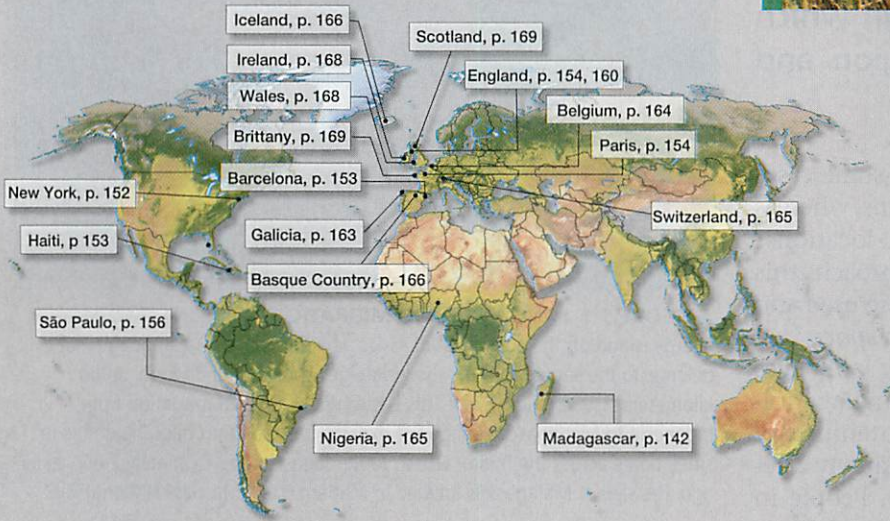 Iceland, p. 166
Scotland, p. 169
Ireland, p. 168
England, p. 154, 160
Wales, p. 168
Belgium, p. 164
Brittany, p. 169
Paris, p. 154
Barcelona, p. 153
New York, p. 152
Switzerland, p. 165
Galicia, p. 163
Haiti, p 153
Basque Country, p. 166
São Paulo, p. 156
Nigeria, p. 165
Madagascar, p. 142